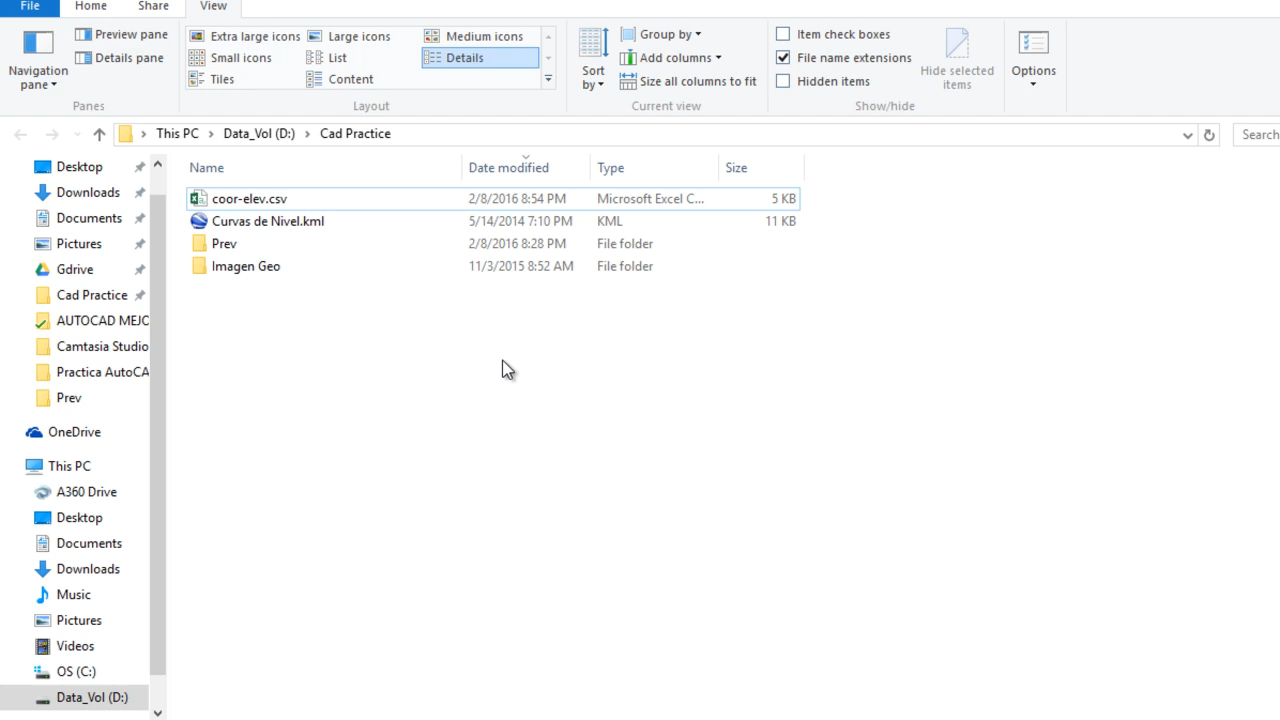 File Home Share View
Preview pane
Details pane
Navigation pane
Panes
Extra large icons Large icons Medium icons
Small icons List Details
Tiles Content
Layout
Sort by
Group by
Add columns
Size all columns to fit
Current view
Item check boxes
File name extensions
Hidden items
Hide selected items
Show/hide
Options
This PC Data_Vol (D:) Cad Practice
Search
Name Date modified Type Size
coor-elev.csv 2/8/2016 8:54 PM Microsoft Excel C... 5 KB
Curvas de Nivel.kml 5/14/2014 7:10 PM KML 11 KB
Prev 2/8/2016 8:28 PM File folder
Imagen Geo 11/3/2015 8:52 AM File folder
Desktop
Downloads
Documents
Pictures
Gdrive
Cad Practice
AUTOCAD MEJO
Camtasia Studio
Practica AutoCA
Prev
OneDrive
This PC
A360 Drive
Desktop
Documents
Downloads
Music
Pictures
Videos
OS (C:)
Data_Vol (D:)